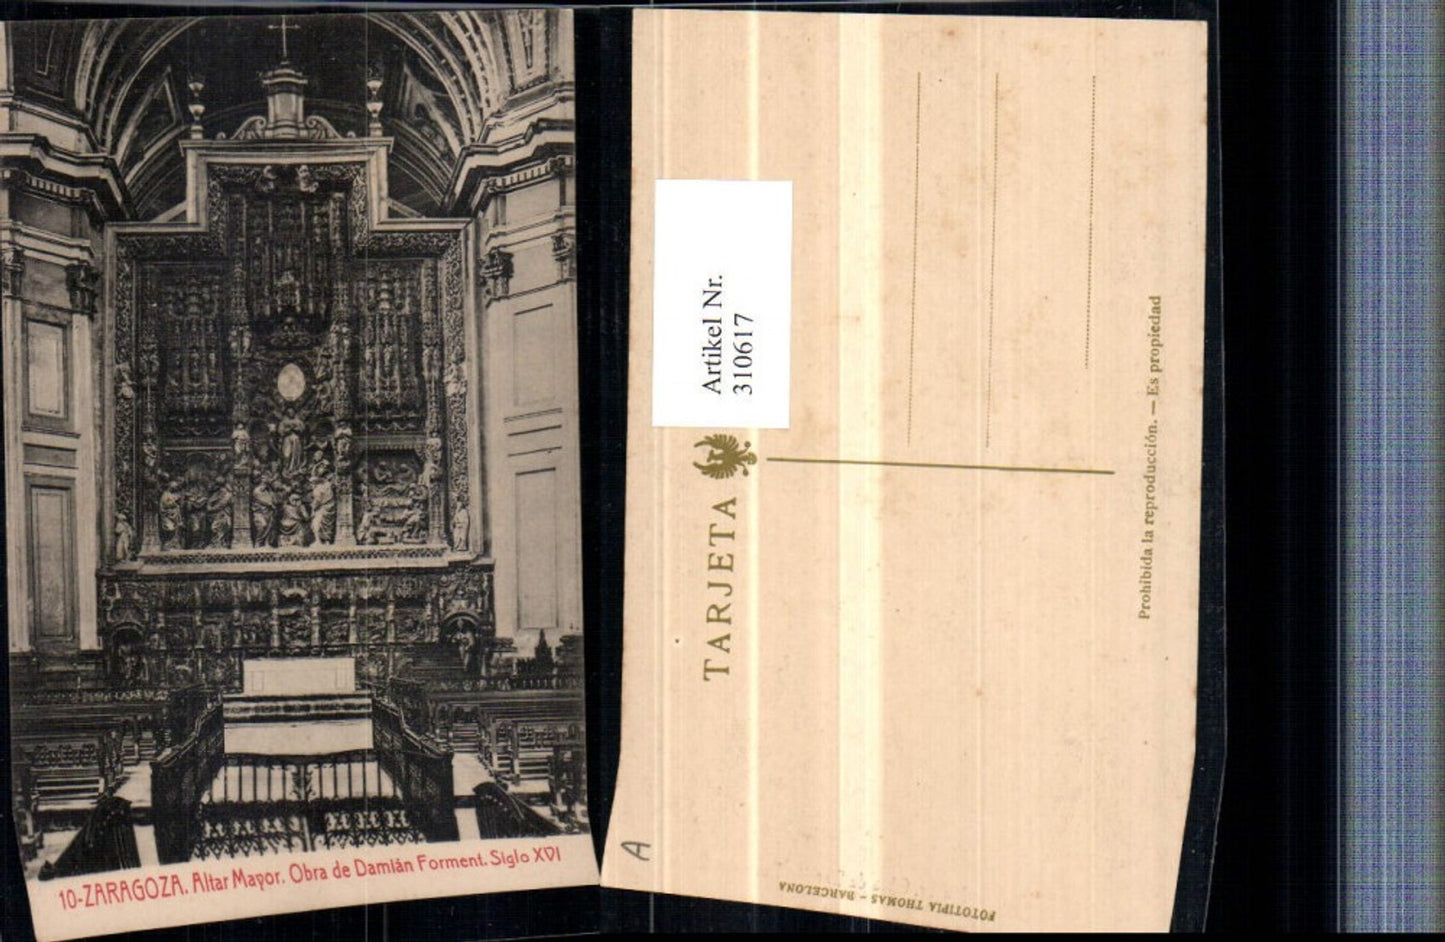 10-ZARAGOZA. Altar Mayor. Obra de Damián Forment. Siglo XVI
Artikel Nr.
310617
TARJETA
Prohibida la reproducción. — Es propiedad
A
FOTOTIPIA THOMAS - BARCELONA